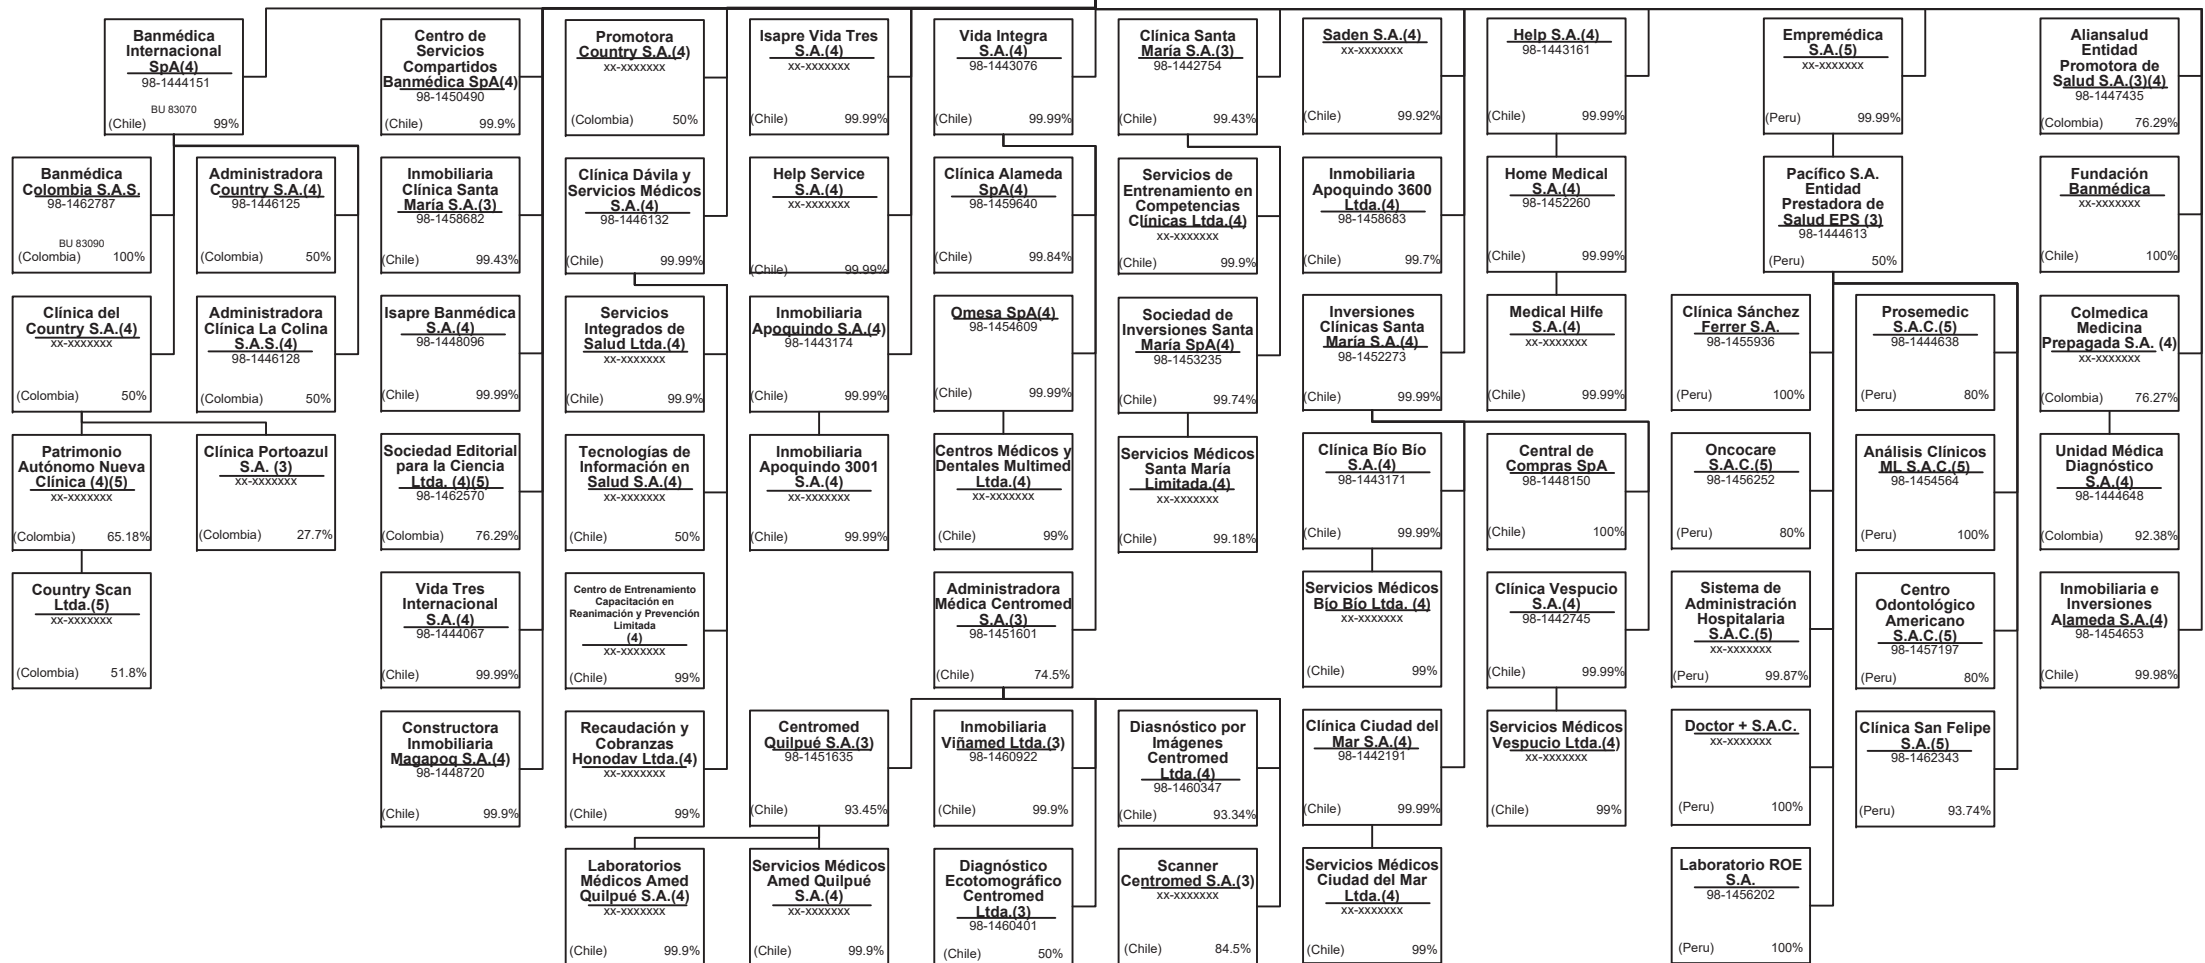 Banmédica
Internacional
SpA(4)
98-1444151
BU 83070
(Chile) 99%
Centro de
Servicios
Compartidos
Banmédica SpA(4)
98-1450490
(Chile) 99.9%
Promotora
Country S.A.(4)
xx-xxxxxxx
(Colombia) 50%
Isapre Vida Tres
S.A.(4)
xx-xxxxxxx
(Chile) 99.99%
Vida Integra
S.A.(4)
98-1443076
(Chile) 99.99%
Clínica Santa
María S.A.(3)
98-1442754
(Chile) 99.43%
Saden S.A.(4)
xx-xxxxxxx
(Chile) 99.92%
Help S.A.(4)
98-1443161
(Chile) 99.99%
Empremédica
S.A.(5)
xx-xxxxxxx
(Peru) 99.99%
Aliansalud
Entidad
Promotora de
Salud S.A.(3)(4)
98-1447435
(Colombia) 76.29%
Banmédica
Colombia S.A.S.
98-1462787
BU 83090
(Colombia) 100%
Administradora
Country S.A.(4)
98-1446125
(Colombia) 50%
Inmobiliaria
Clínica Santa
María S.A.(3)
98-1458682
(Chile) 99.43%
Clínica Dávila y
Servicios Médicos
S.A.(4)
98-1446132
(Chile) 99.99%
Help Service
S.A.(4)
xx-xxxxxxx
(Chile) 99.99%
Clínica Alameda
SpA(4)
98-1459640
(Chile) 99.84%
Servicios de
Entrenamiento en
Competencias
Clínicas Ltda.(4)
xx-xxxxxxx
(Chile) 99.9%
Inmobiliaria
Apoquindo 3600
Ltda.(4)
98-1458683
(Chile) 99.7%
Home Medical
S.A.(4)
98-1452260
(Chile) 99.99%
Pacífico S.A.
Entidad
Prestadora de
Salud EPS (3)
98-1444613
(Peru) 50%
Fundación
Banmédica
xx-xxxxxxx
(Chile) 100%
Clínica del
Country S.A.(4)
xx-xxxxxxx
(Colombia) 50%
Administradora
Clínica La Colina
S.A.S.(4)
98-1446128
(Colombia) 50%
Isapre Banmédica
S.A.(4)
98-1448096
(Chile) 99.99%
Servicios
Integrados de
Salud Ltda.(4)
xx-xxxxxxx
(Chile) 99.9%
Inmobiliaria
Apoquindo S.A.(4)
98-1443174
(Chile) 99.99%
Omesa SpA(4)
98-1454609
(Chile) 99.99%
Sociedad de
Inversiones Santa
María SpA(4)
98-1453235
(Chile) 99.74%
Inversiones
Clínicas Santa
María S.A.(4)
98-1452273
(Chile) 99.99%
Medical Hilfe
S.A.(4)
xx-xxxxxxx
(Chile) 99.99%
Clínica Sánchez
Ferrer S.A.
98-1455936
(Peru) 100%
Prosemedic
S.A.C.(5)
98-1444638
(Peru) 80%
Colmedica
Medicina
Prepagada S.A. (4)
xx-xxxxxxx
(Colombia) 76.27%
Patrimonio
Autónomo Nueva
Clínica (4)(5)
xx-xxxxxxx
(Colombia) 65.18%
Clínica Portoazul
S.A. (3)
xx-xxxxxxx
(Colombia) 27.7%
Sociedad Editorial
para la Ciencia
Ltda. (4)(5)
98-1462570
(Colombia) 76.29%
Tecnologías de
Información en
Salud S.A.(4)
xx-xxxxxxx
(Chile) 50%
Inmobiliaria
Apoquindo 3001
S.A.(4)
xx-xxxxxxx
(Chile) 99.99%
Centros Médicos y
Dentales Multimed
Ltda.(4)
xx-xxxxxxx
(Chile) 99%
Servicios Médicos
Santa María
Limitada.(4)
xx-xxxxxxx
(Chile) 99.18%
Clínica Bío Bío
S.A.(4)
98-1443171
(Chile) 99.99%
Central de
Compras SpA
98-1448150
(Chile) 100%
Oncocare
S.A.C.(5)
98-1456252
(Peru) 80%
Análisis Clínicos
ML S.A.C.(5)
98-1454564
(Peru) 100%
Unidad Médica
Diagnóstico
S.A.(4)
98-1444648
(Colombia) 92.38%
Country Scan
Ltda.(5)
xx-xxxxxxx
(Colombia) 51.8%
Vida Tres
Internacional
S.A.(4)
98-1444067
(Chile) 99.99%
Centro de Entrenamiento
Capacitación en
Reanimación y Prevención
Limitada
(4)
xx-xxxxxxx
(Chile) 99%
Administradora
Médica Centromed
S.A.(3)
98-1451601
(Chile) 74.5%
Servicios Médicos
Bío Bío Ltda. (4)
xx-xxxxxxx
(Chile) 99%
Clínica Vespucio
S.A.(4)
98-1442745
(Chile) 99.99%
Sistema de
Administración
Hospitalaria
S.A.C.(5)
xx-xxxxxxx
(Peru) 99.87%
Centro
Odontológico
Americano
S.A.C.(5)
98-1457197
(Peru) 80%
Inmobiliaria e
Inversiones
Alameda S.A.(4)
98-1454653
(Chile) 99.98%
Constructora
Inmobiliaria
Magapoq S.A.(4)
98-1448720
(Chile) 99.9%
Recaudación y
Cobranzas
Honodav Ltda.(4)
xx-xxxxxxx
(Chile) 99%
Centromed
Quilpué S.A.(3)
98-1451635
(Chile) 93.45%
Inmobiliaria
Viñamed Ltda.(3)
98-1460922
(Chile) 99.9%
Diasnóstico por
Imágenes
Centromed
Ltda.(4)
98-1460347
(Chile) 93.34%
Clínica Ciudad del
Mar S.A.(4)
98-1442191
(Chile) 99.99%
Servicios Médicos
Vespucio Ltda.(4)
xx-xxxxxxx
(Chile) 99%
Doctor + S.A.C.
xx-xxxxxxx
(Peru) 100%
Clínica San Felipe
S.A.(5)
98-1462343
(Peru) 93.74%
Laboratorios
Médicos Amed
Quilpué S.A.(4)
xx-xxxxxxx
(Chile) 99.9%
Servicios Médicos
Amed Quilpué
S.A.(4)
xx-xxxxxxx
(Chile) 99.9%
Diagnóstico
Ecotomográfico
Centromed
Ltda.(3)
98-1460401
(Chile) 50%
Scanner
Centromed S.A.(3)
xx-xxxxxxx
(Chile) 84.5%
Servicios Médicos
Ciudad del Mar
Ltda.(4)
xx-xxxxxxx
(Chile) 99%
Laboratorio ROE
S.A.
98-1456202
(Peru) 100%